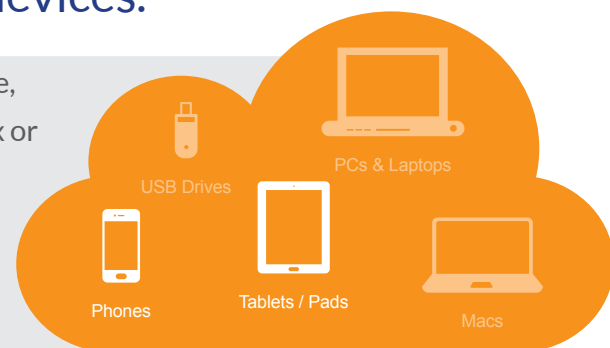 devices.
e,
x or
PCs & Laptops
USB Drives
Tablets / Pads
Phones
Macs